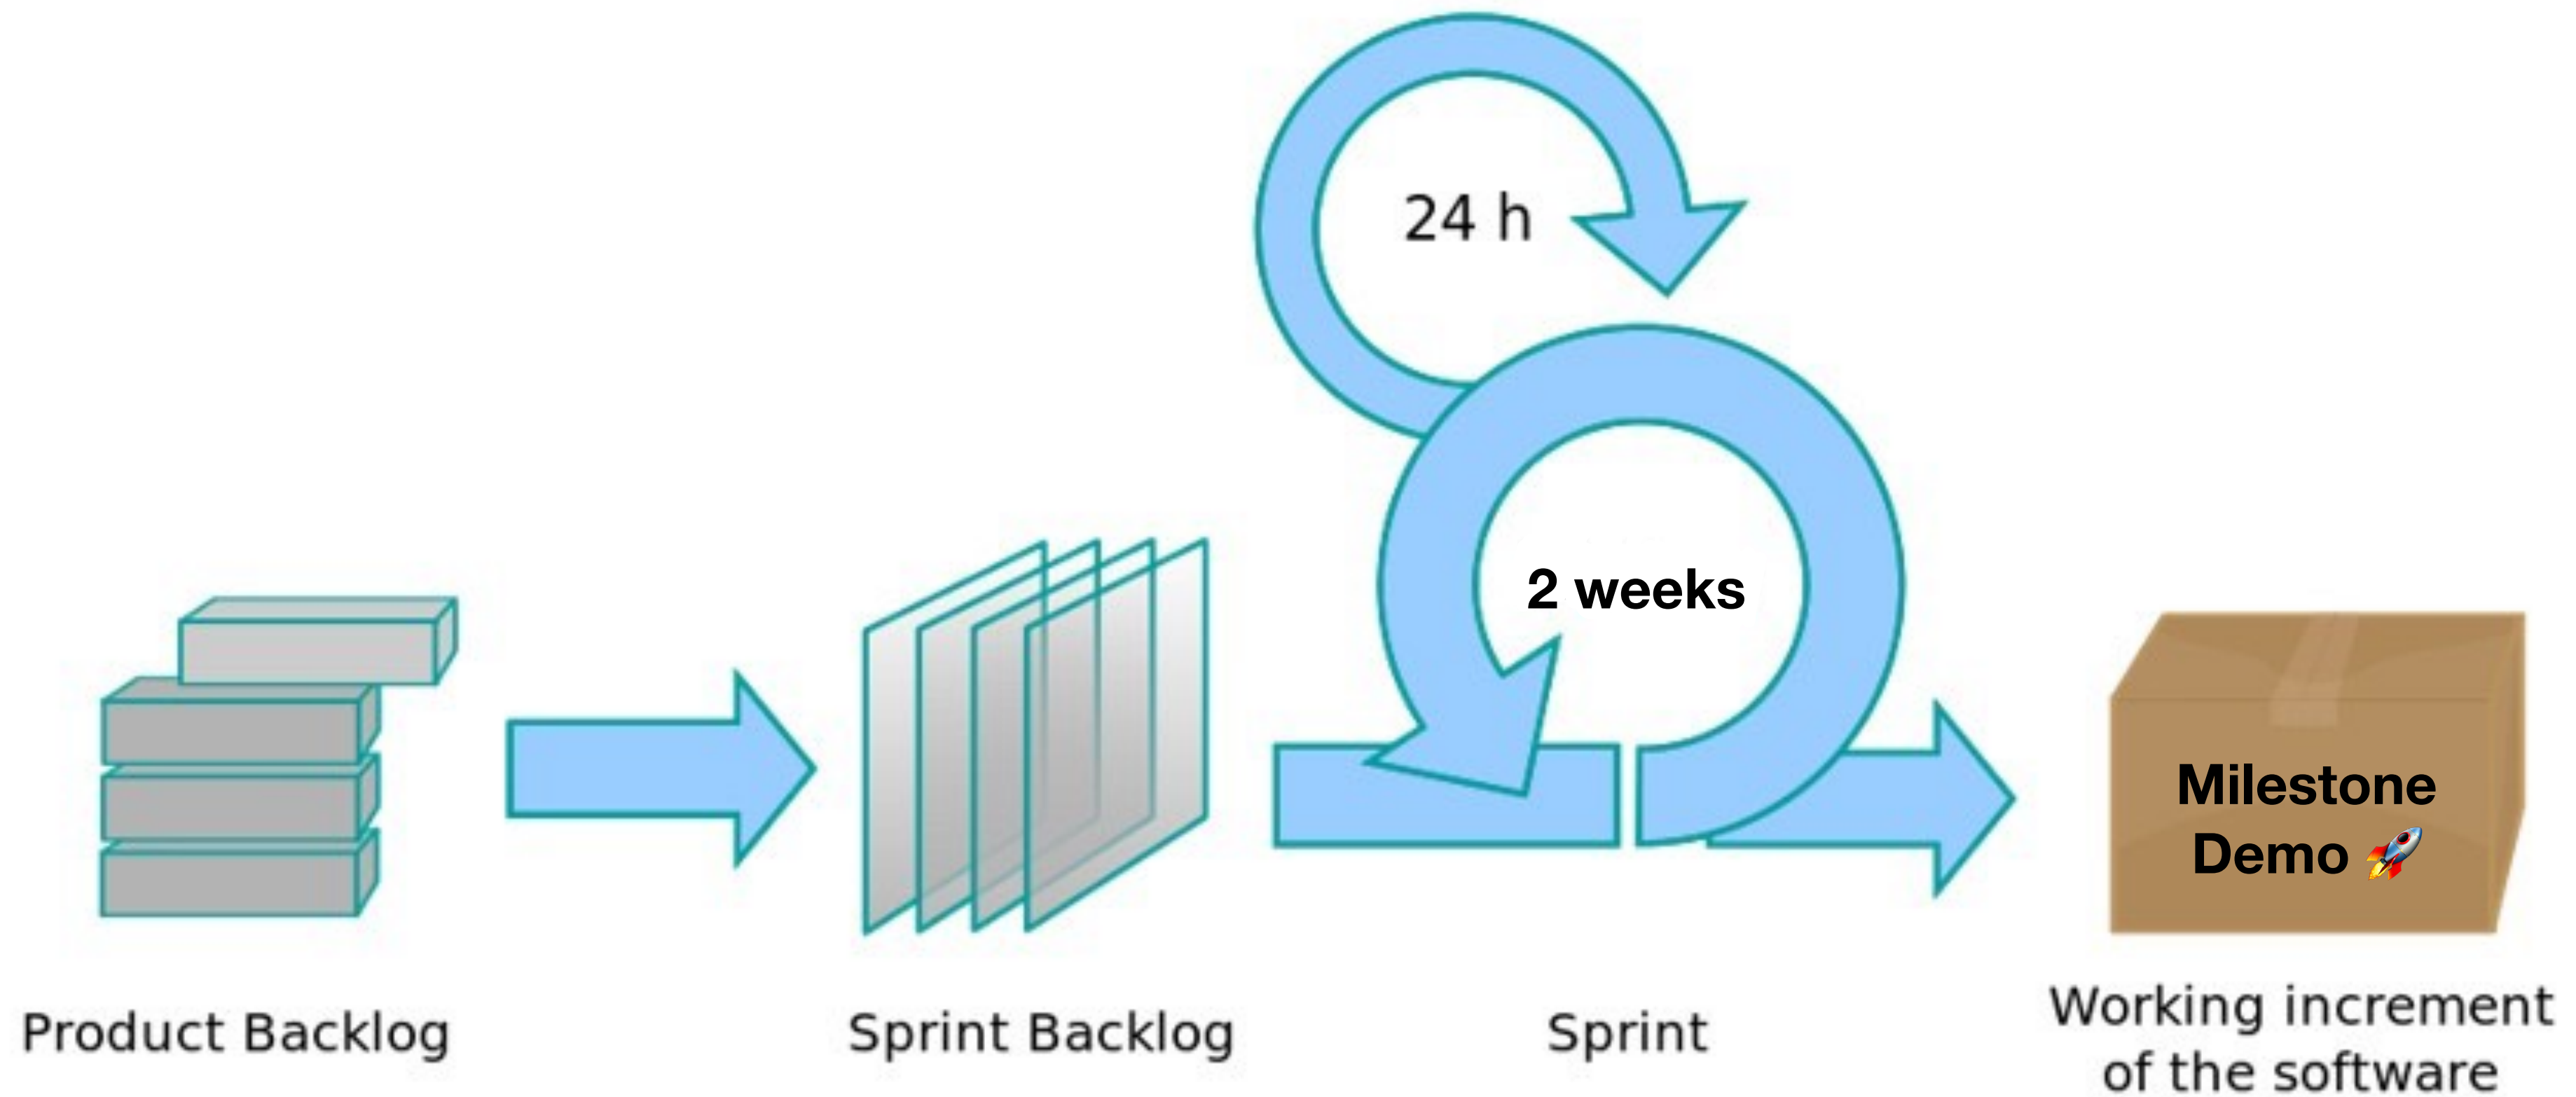 24 h
2 weeks
Milestone
Demo 🚀
Product Backlog
Sprint Backlog
Sprint
Working increment
of the software